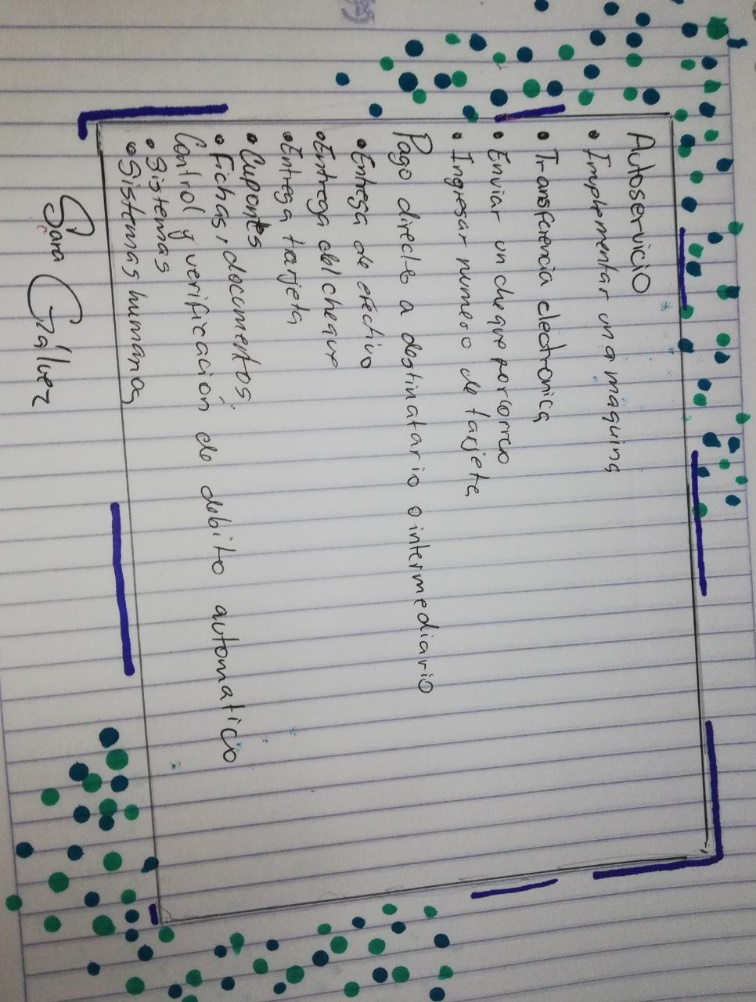 Autoservicio
• Implementar una maquina
• Transferencia electronica
• Enviar un cheque por correo
• Ingresar numero de tarjeta
Pago directo a destinatario o intermediario
• Entrega de efectivo
• Entrega del cheque
• Entrega tarjeta
• Cupones
• Fichas, documentos,
Control y verificacion de debito automatico
• Sistemas
• Sistemas humanos
Sara Gálvez